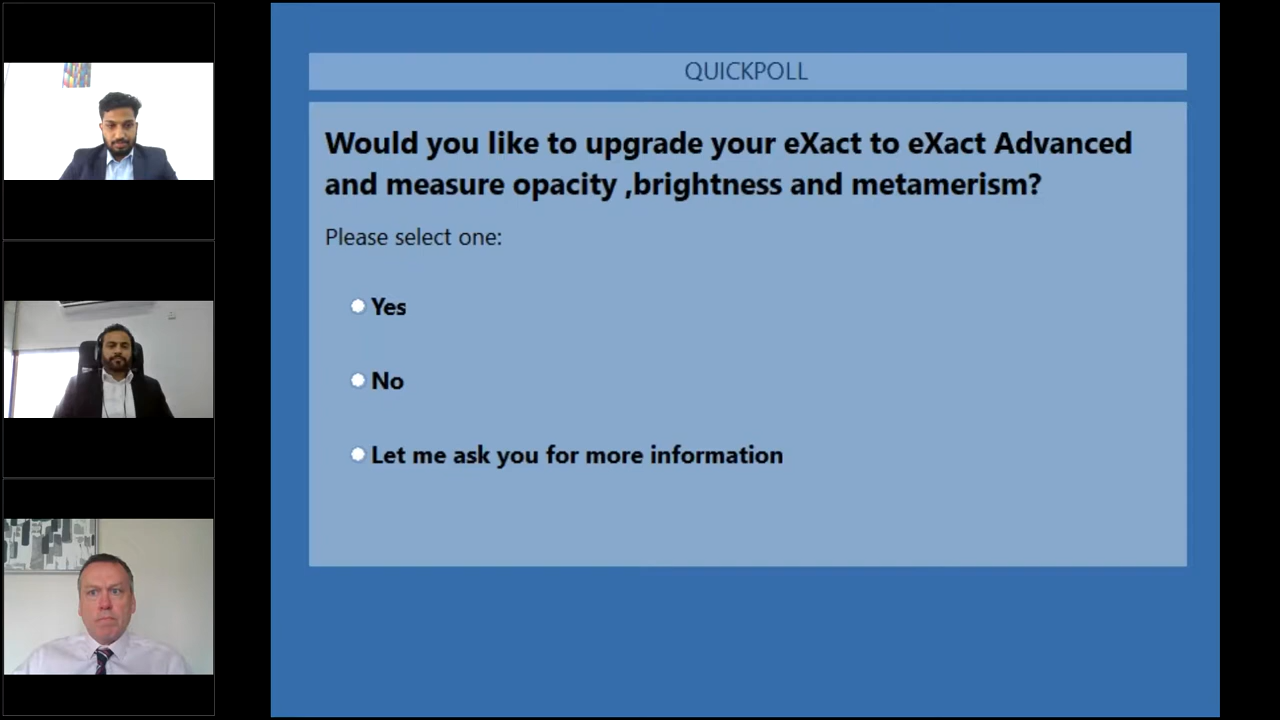 QUICKPOLL
Would you like to upgrade your eXact to eXact Advanced
and measure opacity ,brightness and metamerism?
Please select one:
Yes
No
Let me ask you for more information